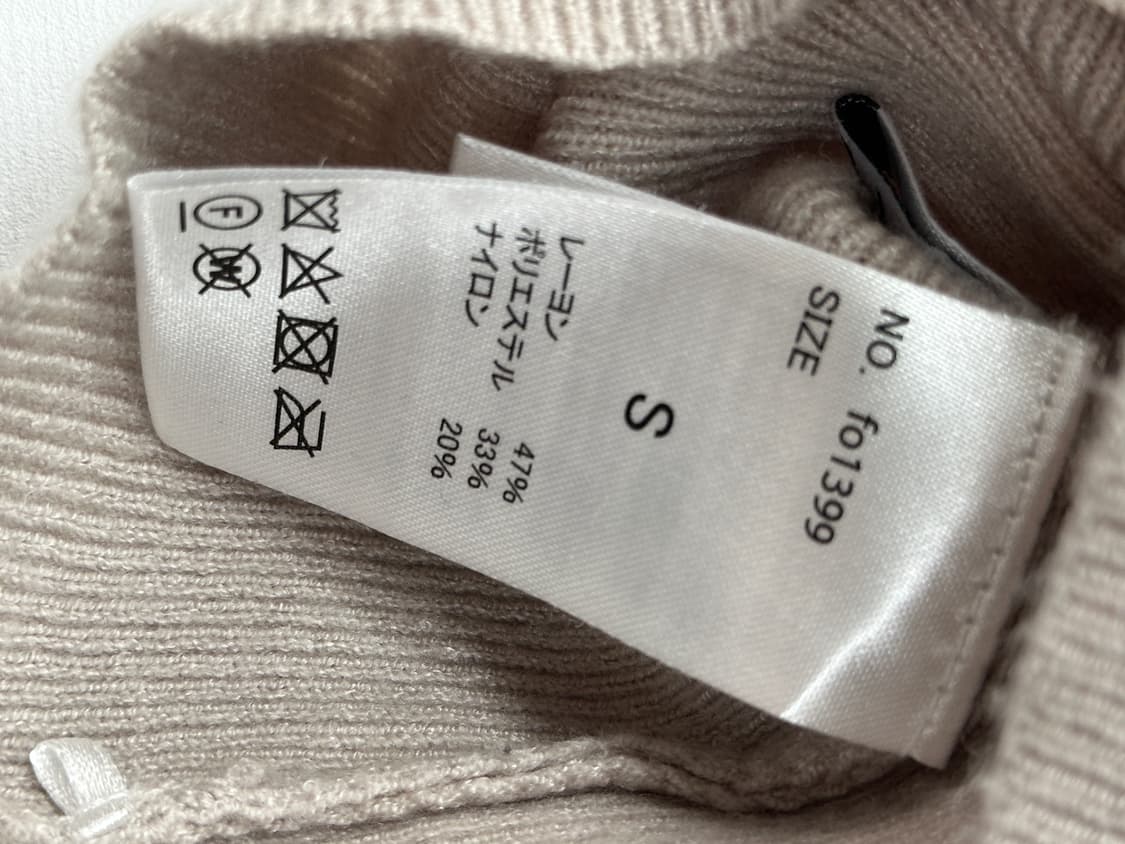 NO. fo1399
SIZE
S
レーヨン 47%
ポリエステル 33%
ナイロン 20%
F W